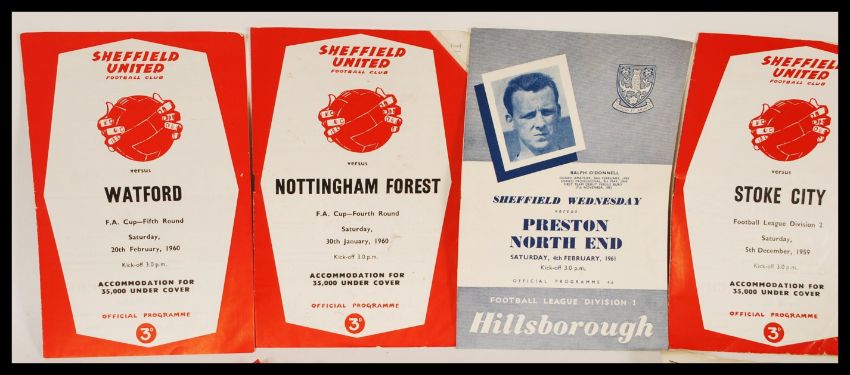 SHEFFIELD
UNITED
FOOTBALL CLUB
versus
WATFORD
F.A. Cup—Fifth Round
Saturday,
20th February, 1960
Kick-off 3.0 p.m.
ACCOMMODATION FOR
35,000 UNDER COVER
OFFICIAL PROGRAMME
3D
SHEFFIELD
UNITED
FOOTBALL CLUB
versus
NOTTINGHAM FOREST
F.A. Cup—Fourth Round
Saturday,
30th January, 1960
Kick-off 3.0 p.m.
ACCOMMODATION FOR
35,000 UNDER COVER
OFFICIAL PROGRAMME
3D
RALPH O'DONNELL
SHEFFIELD WEDNESDAY
versus
PRESTON
NORTH END
SATURDAY, 4th FEBRUARY, 1961
Kick-off 3 p.m.
OFFICIAL PROGRAMME 4d
FOOTBALL LEAGUE DIVISION 1
Hillsborough
SHEFFIELD
UNITED
FOOTBALL CLUB
versus
STOKE CITY
Football League Division 2
Saturday,
5th December, 1959
Kick-off 3.0 p.m.
ACCOMMODATION FOR
35,000 UNDER COVER
OFFICIAL PROGRAMME
3D